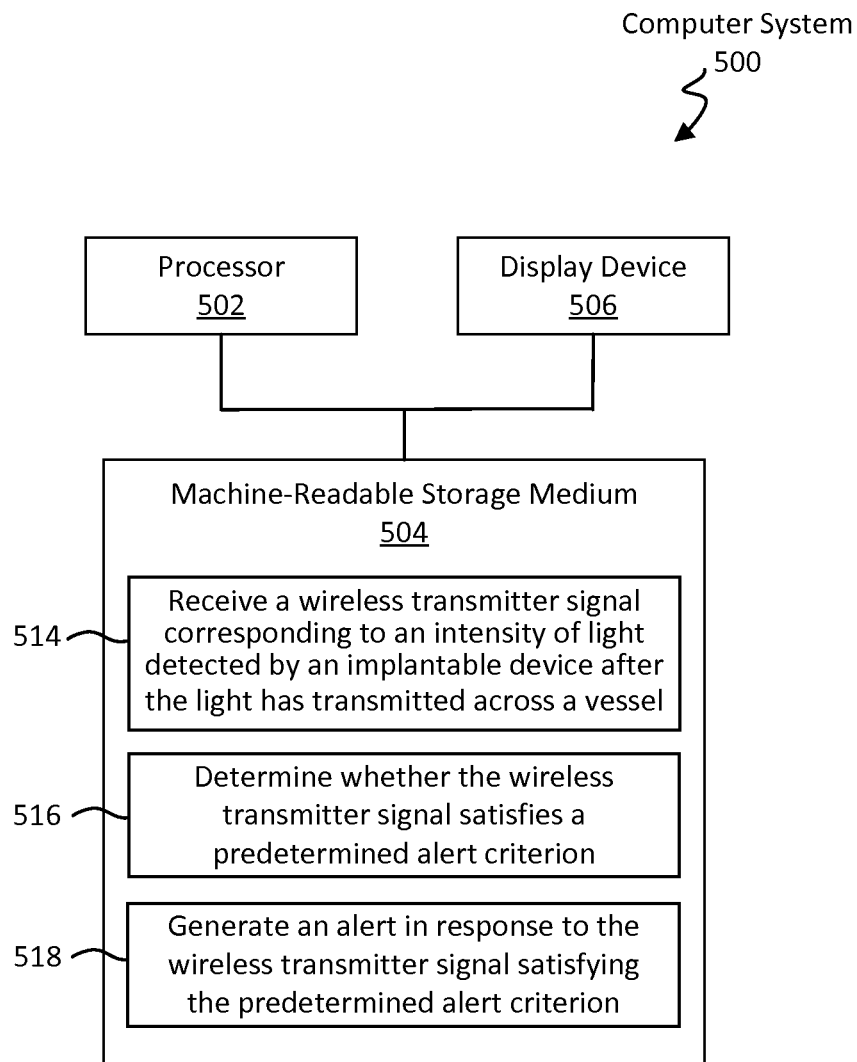 Computer System
500
Processor
502
Display Device
506
Machine-Readable Storage Medium
504
514
Receive a wireless transmitter signal
corresponding to an intensity of light
detected by an implantable device after
the light has transmitted across a vessel
516
Determine whether the wireless
transmitter signal satisfies a
predetermined alert criterion
518
Generate an alert in response to the
wireless transmitter signal satisfying
the predetermined alert criterion